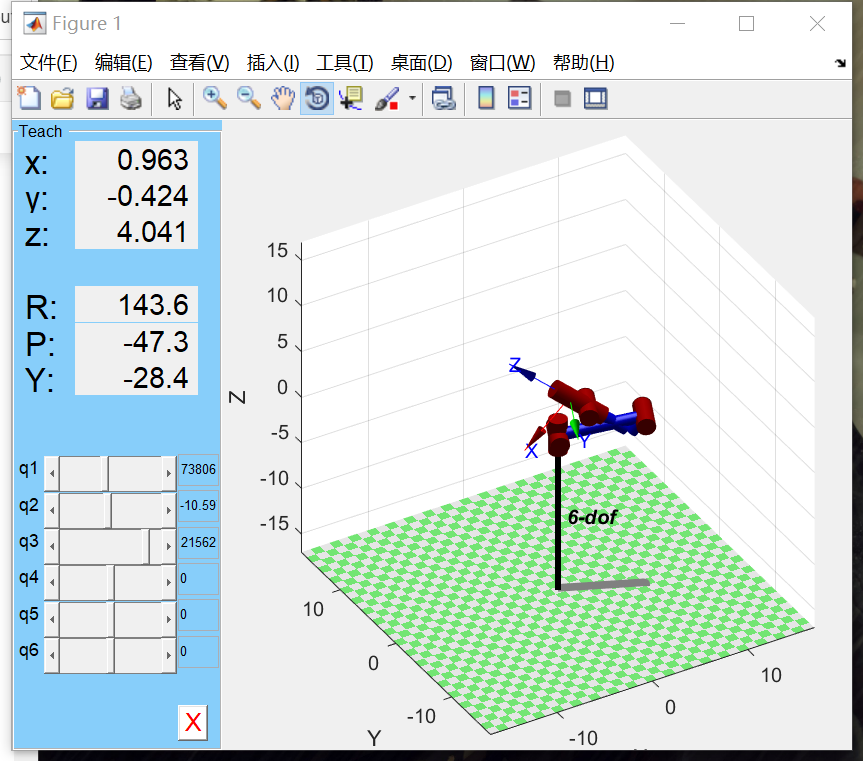 Figure 1
文件(F) 编辑(E) 查看(V) 插入(I) 工具(T) 桌面(D) 窗口(W) 帮助(H)
Teach
x: 0.963
y: -0.424
z: 4.041
R: 143.6
P: -47.3
Y: -28.4
q1 73806
q2 -10.59
q3 21562
q4 0
q5 0
q6 0
X
15
10
5
0
-5
-10
-15
Z
Z
X
Y
6-dof
10
0
-10
Y
10
0
-10